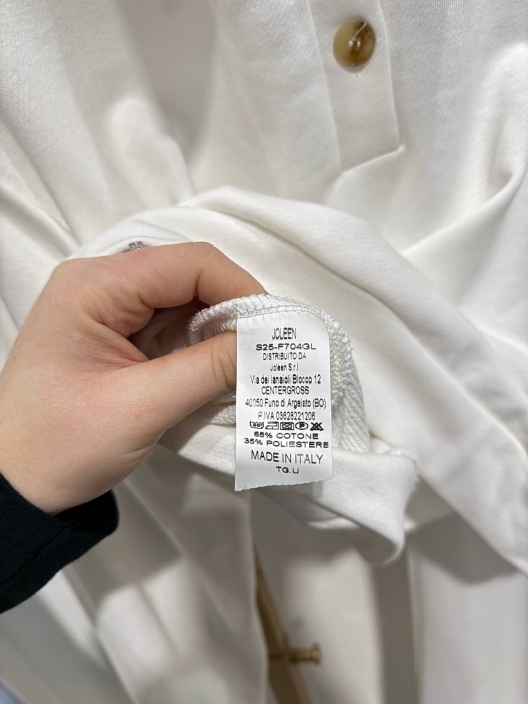 JOLEEN
S25-F704GL
DISTRIBUITO DA
Joleen S.r.l
Via dei lanaioli Blocco 12
CENTERGROSS
40050 Funo di Argelato (BO)
P.IVA 03628221206
65% COTONE
35% POLIESTERE
MADE IN ITALY
TG.U